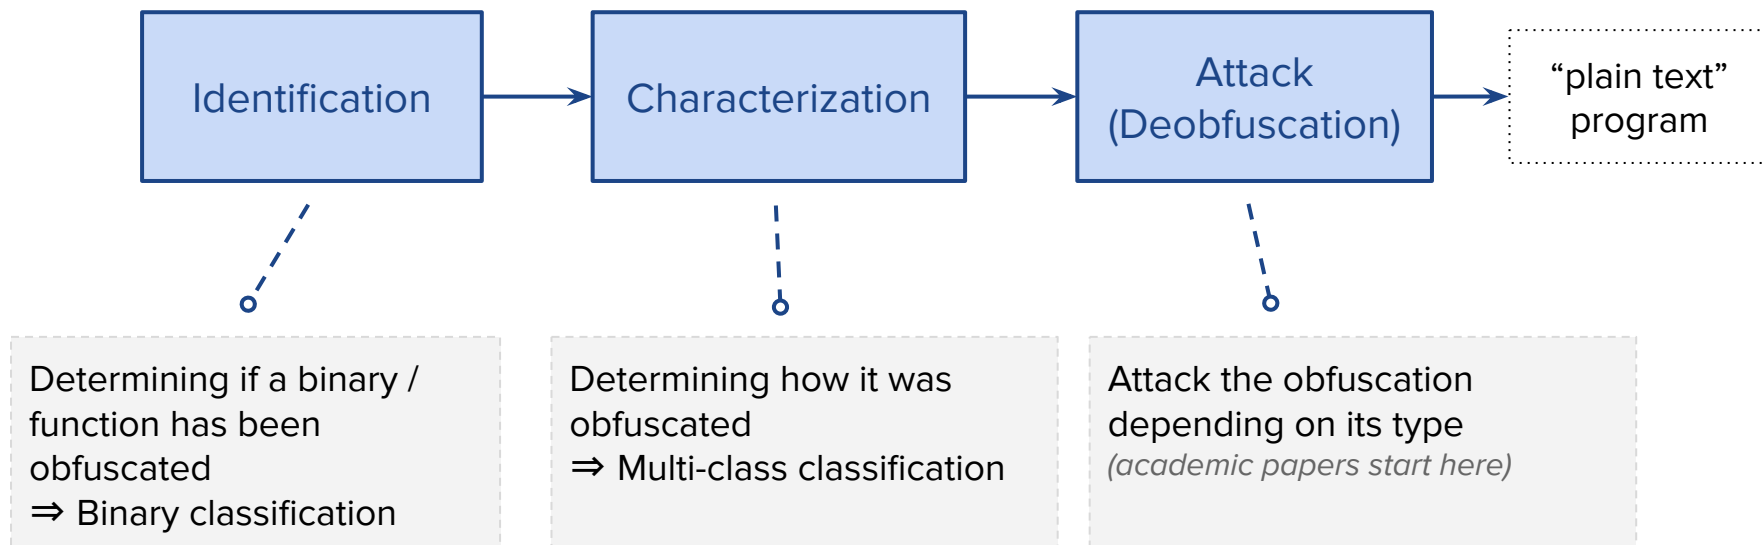 Identification
Characterization
Attack
(Deobfuscation)
“plain text”
program
Determining if a binary /
function has been
obfuscated
⇒ Binary classification
Determining how it was
obfuscated
⇒ Multi-class classification
Attack the obfuscation
depending on its type
(academic papers start here)